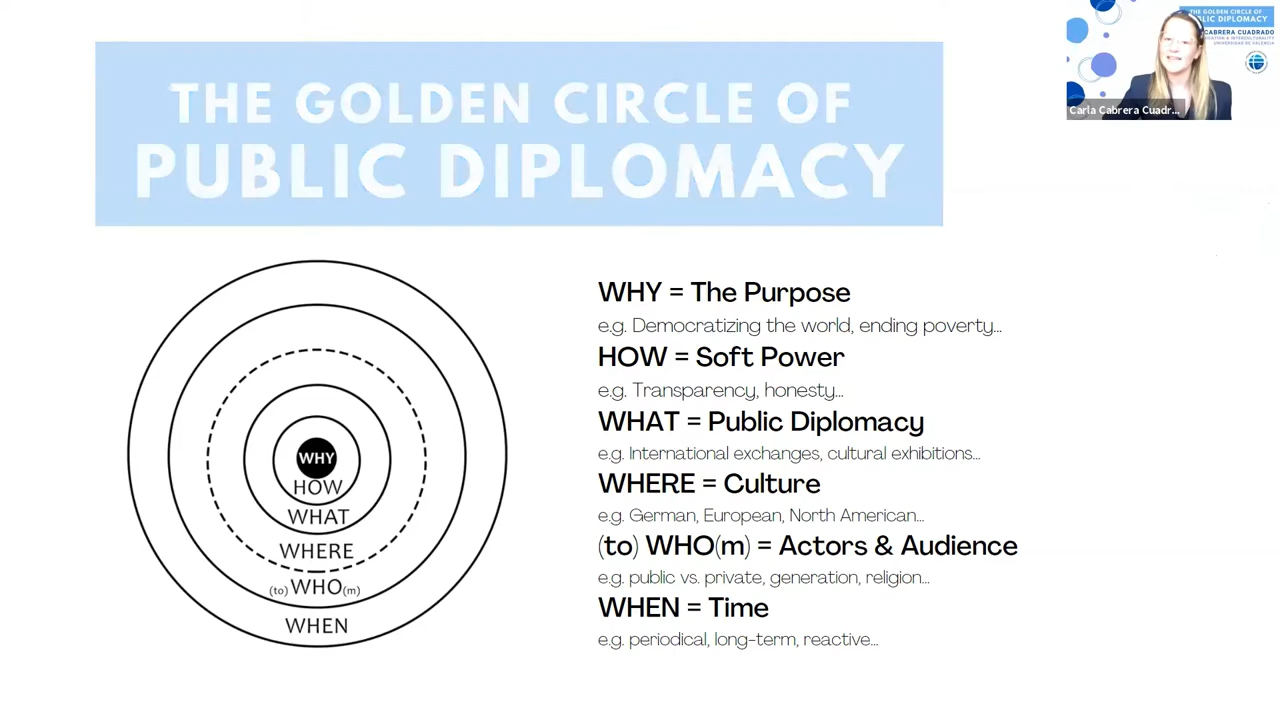 THE GOLDEN CIRCLE OF
PUBLIC DIPLOMACY
WHY
HOW
WHAT
WHERE
(to) WHO(m)
WHEN
WHY = The Purpose
e.g. Democratizing the world, ending poverty...
HOW = Soft Power
e.g. Transparency, honesty...
WHAT = Public Diplomacy
e.g. International exchanges, cultural exhibitions...
WHERE = Culture
e.g. German, European, North American...
(to) WHO(m) = Actors & Audience
e.g. public vs. private, generation, religion...
WHEN = Time
e.g. periodical, long-term, reactive...
THE GOLDEN CIRCLE OF
DIPLOMACY
CABRERA CUADRADO
& INTERCULTURALITY
UNIVERSIDAD DE VALENCIA
Carla Cabrera Cuadr...